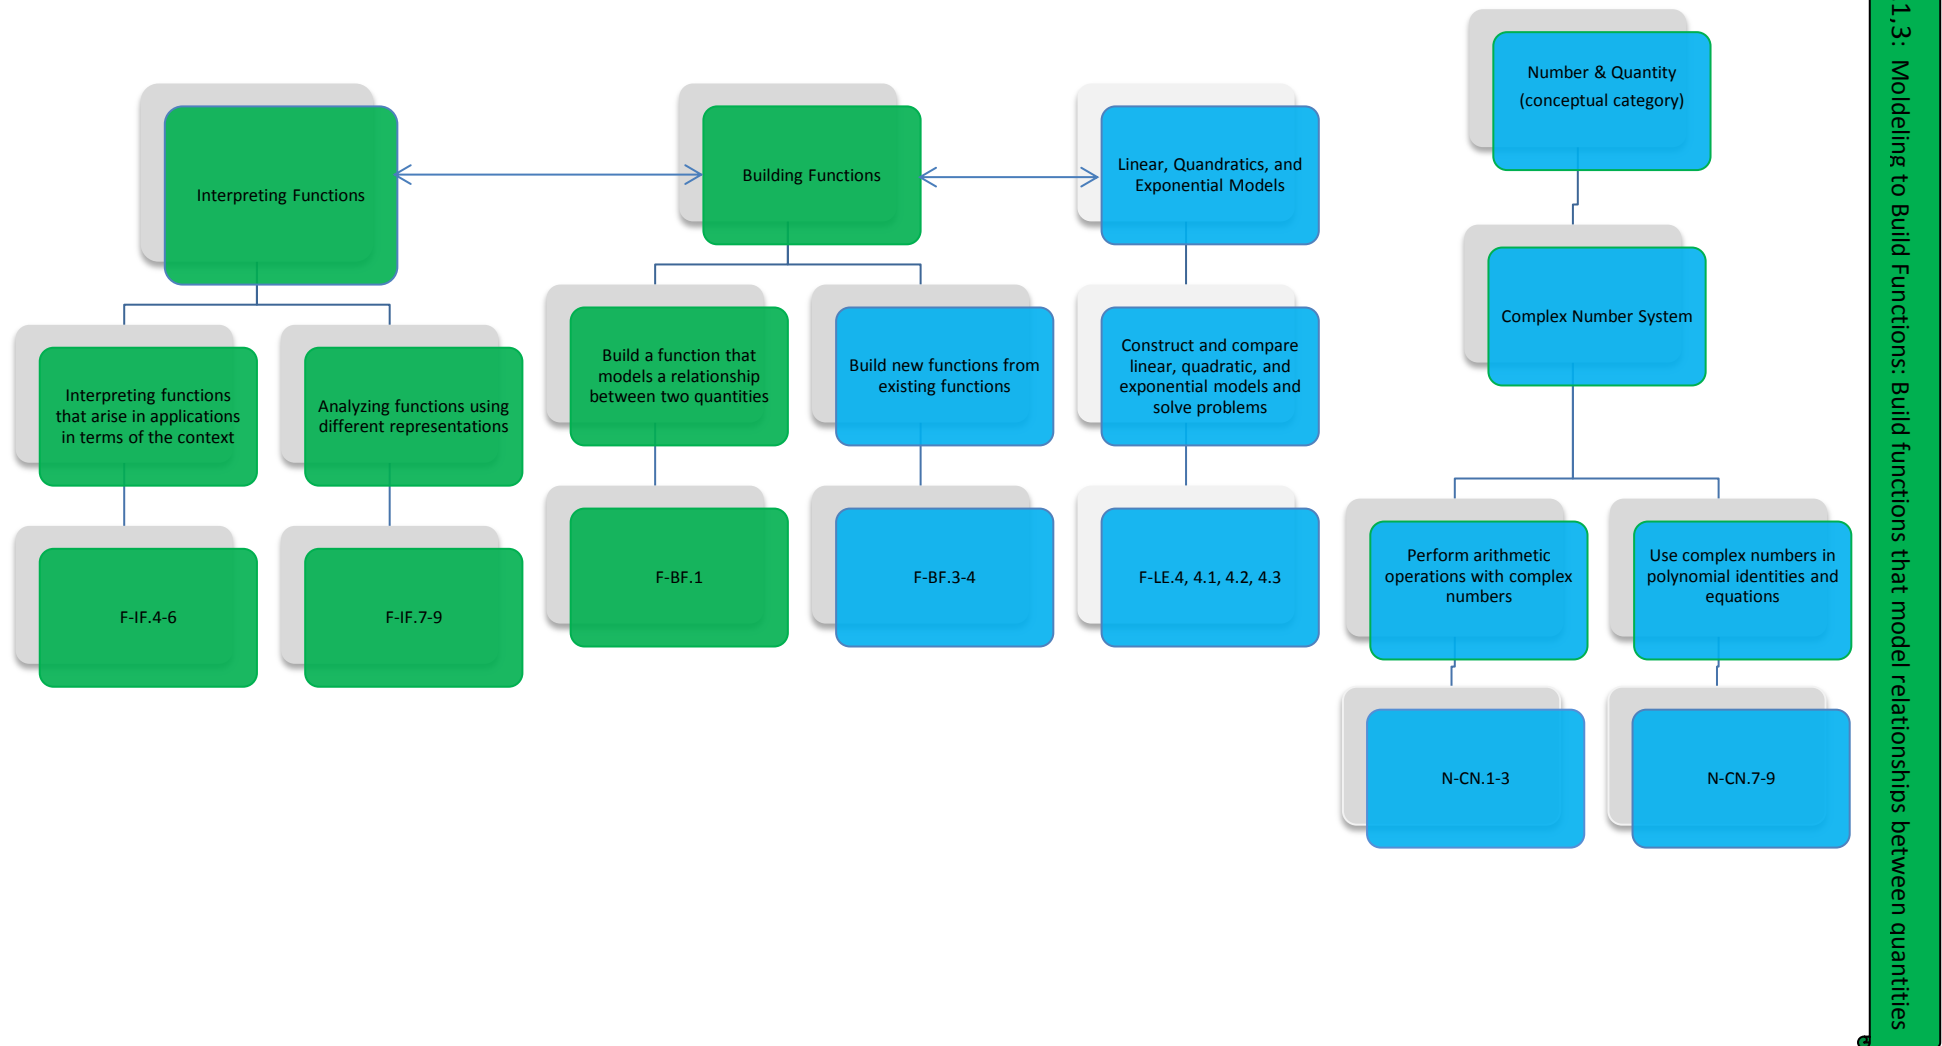 Number & Quantity
(conceptual category)
Interpreting Functions
Building Functions
Linear, Quandratics, and
Exponential Models
Complex Number System
Interpreting functions
that arise in applications
in terms of the context
Analyzing functions using
different representations
Build a function that
models a relationship
between two quantities
Build new functions from
existing functions
Construct and compare
linear, quadratic, and
exponential models and
solve problems
Perform arithmetic
operations with complex
numbers
Use complex numbers in
polynomial identities and
equations
F-IF.4-6
F-IF.7-9
F-BF.1
F-BF.3-4
F-LE.4, 4.1, 4.2, 4.3
N-CN.1-3
N-CN.7-9
1,3: Moldeling to Build Functions: Build functions that model relationships between quantities